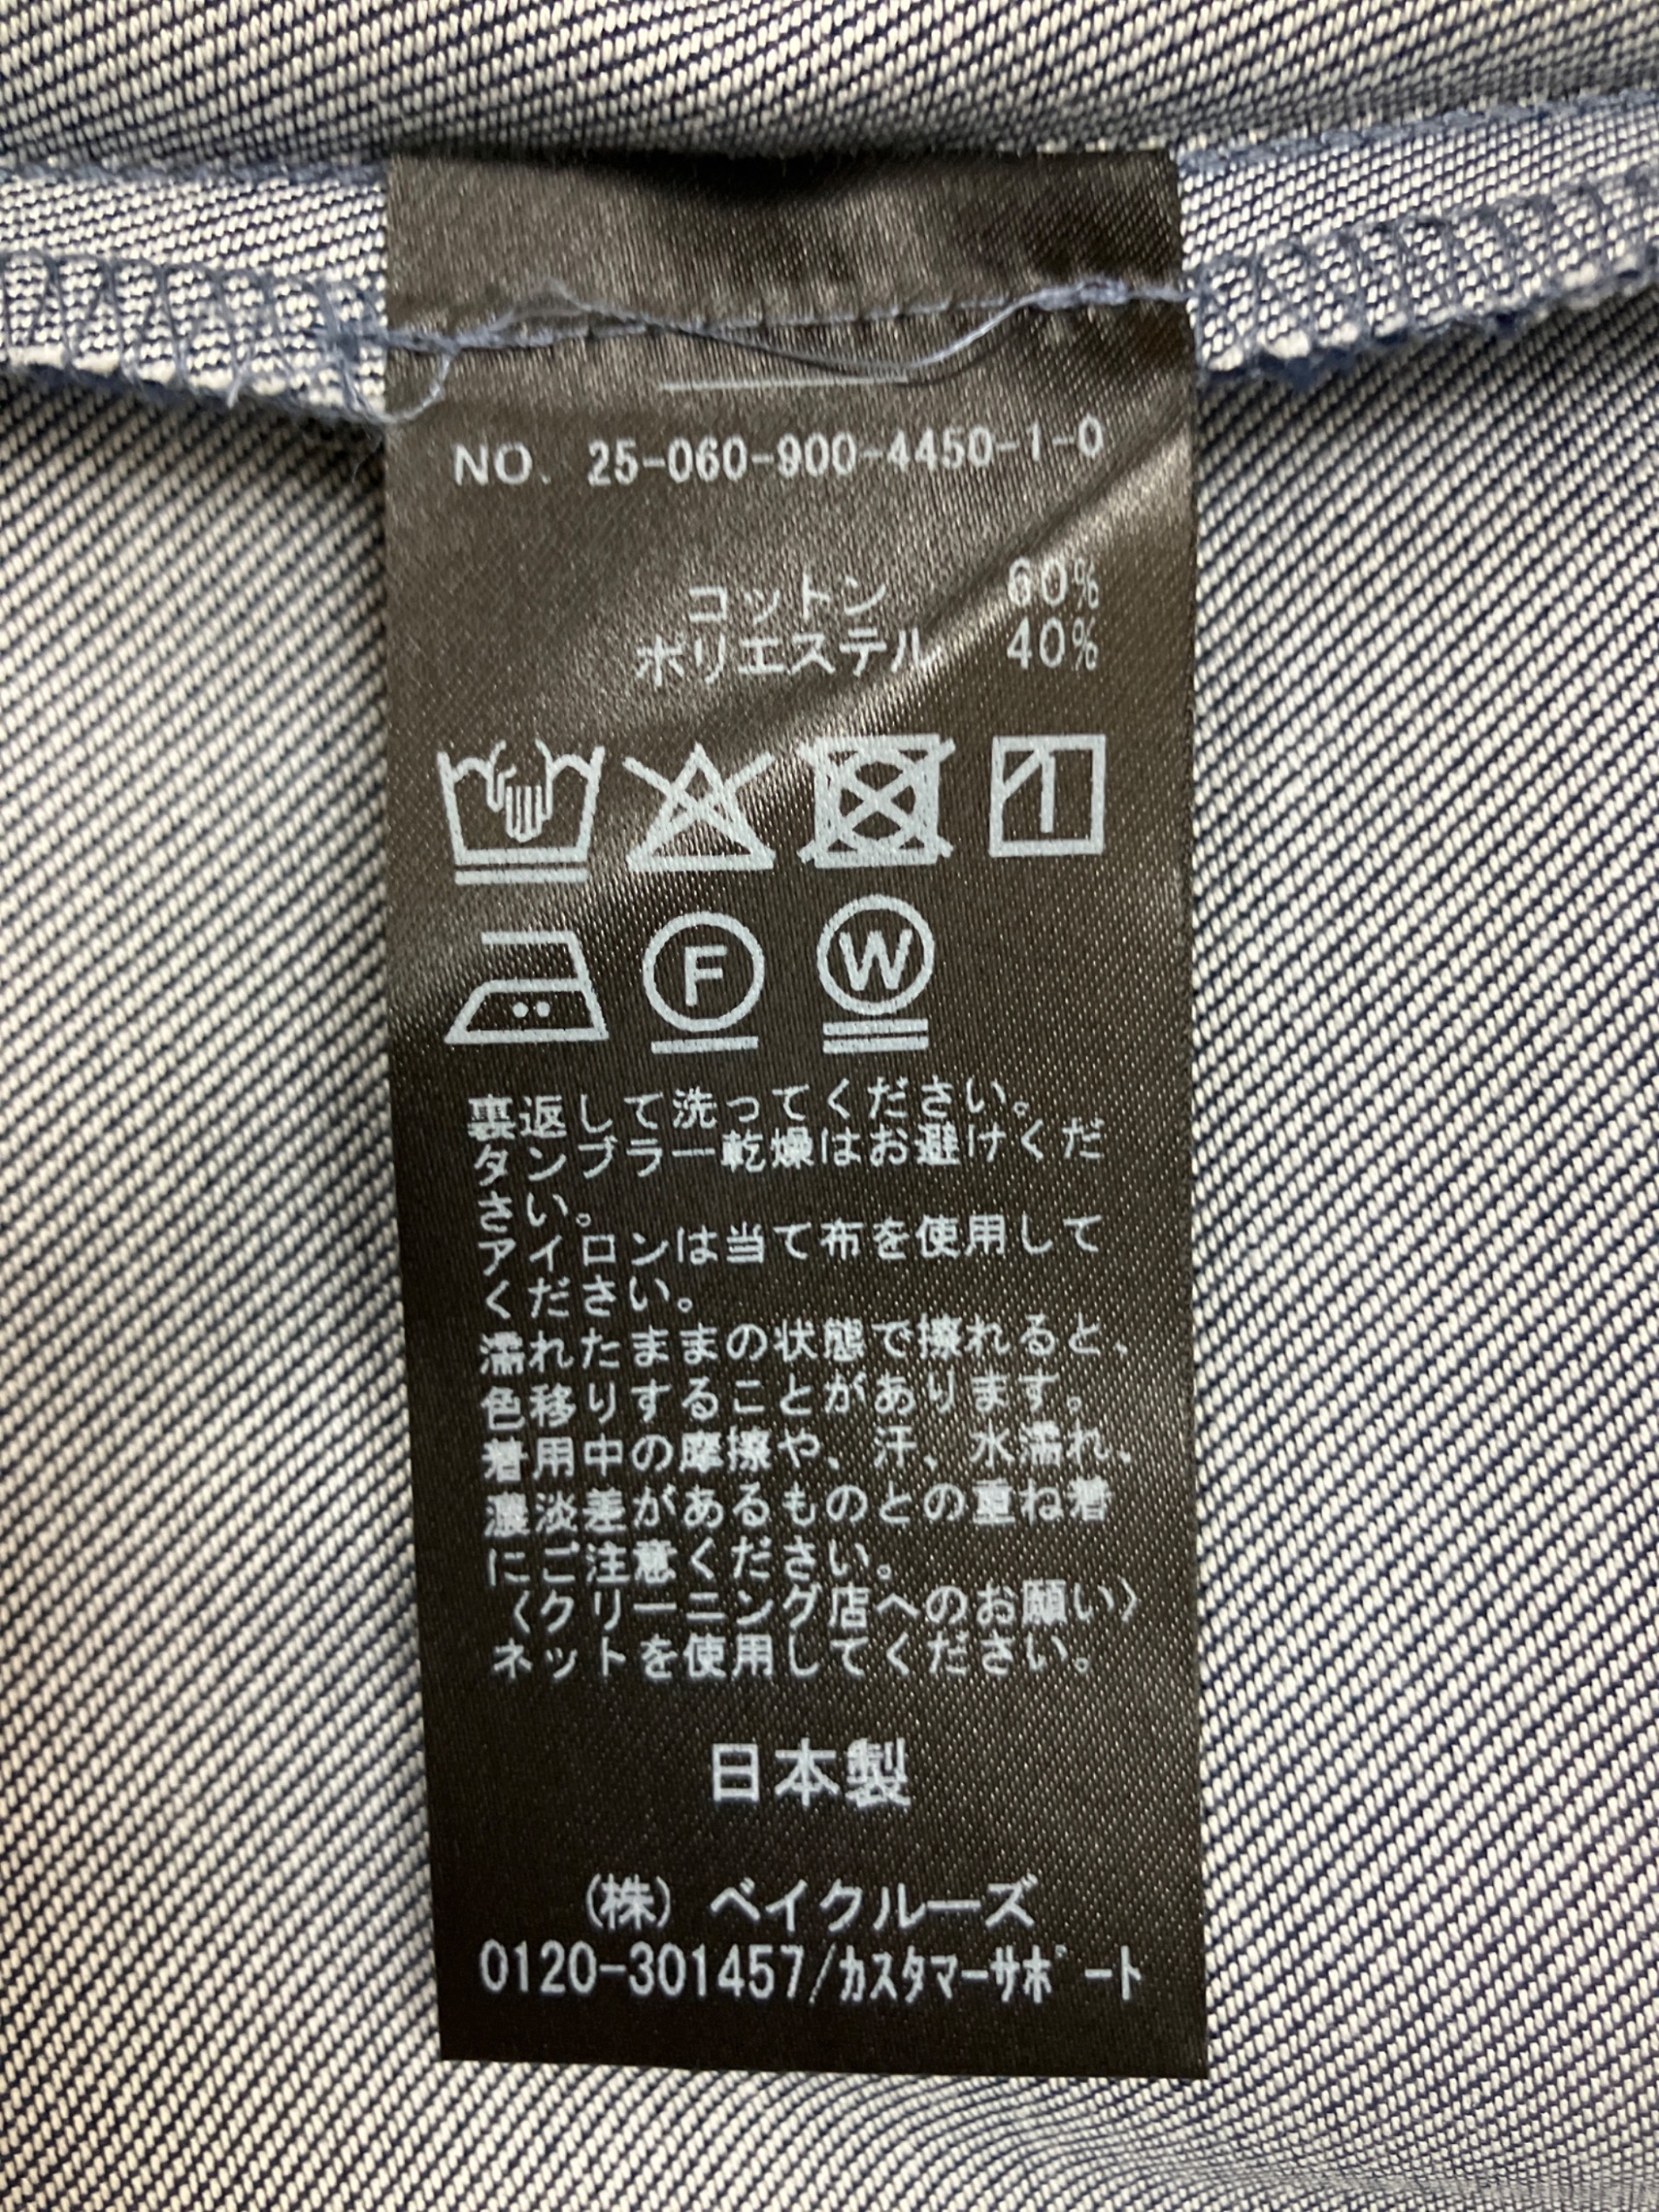 NO. 25-060-900-4450-1-0
コットン 60%
ポリエステル 40%
F W
裏返して洗ってください。
タンブラー乾燥はお避けくだ
さい。
アイロンは当て布を使用して
ください。
濡れたままの状態で擦れると、
色移りすることがあります。
着用中の摩擦や、汗、水濡れ、
濃淡差があるものとの重ね着
にご注意ください。
〈クリーニング店へのお願い〉
ネットを使用してください。
日本製
(株) ベイクルーズ
0120-301457/ｶｽﾀﾏｰｻﾎﾟｰﾄ